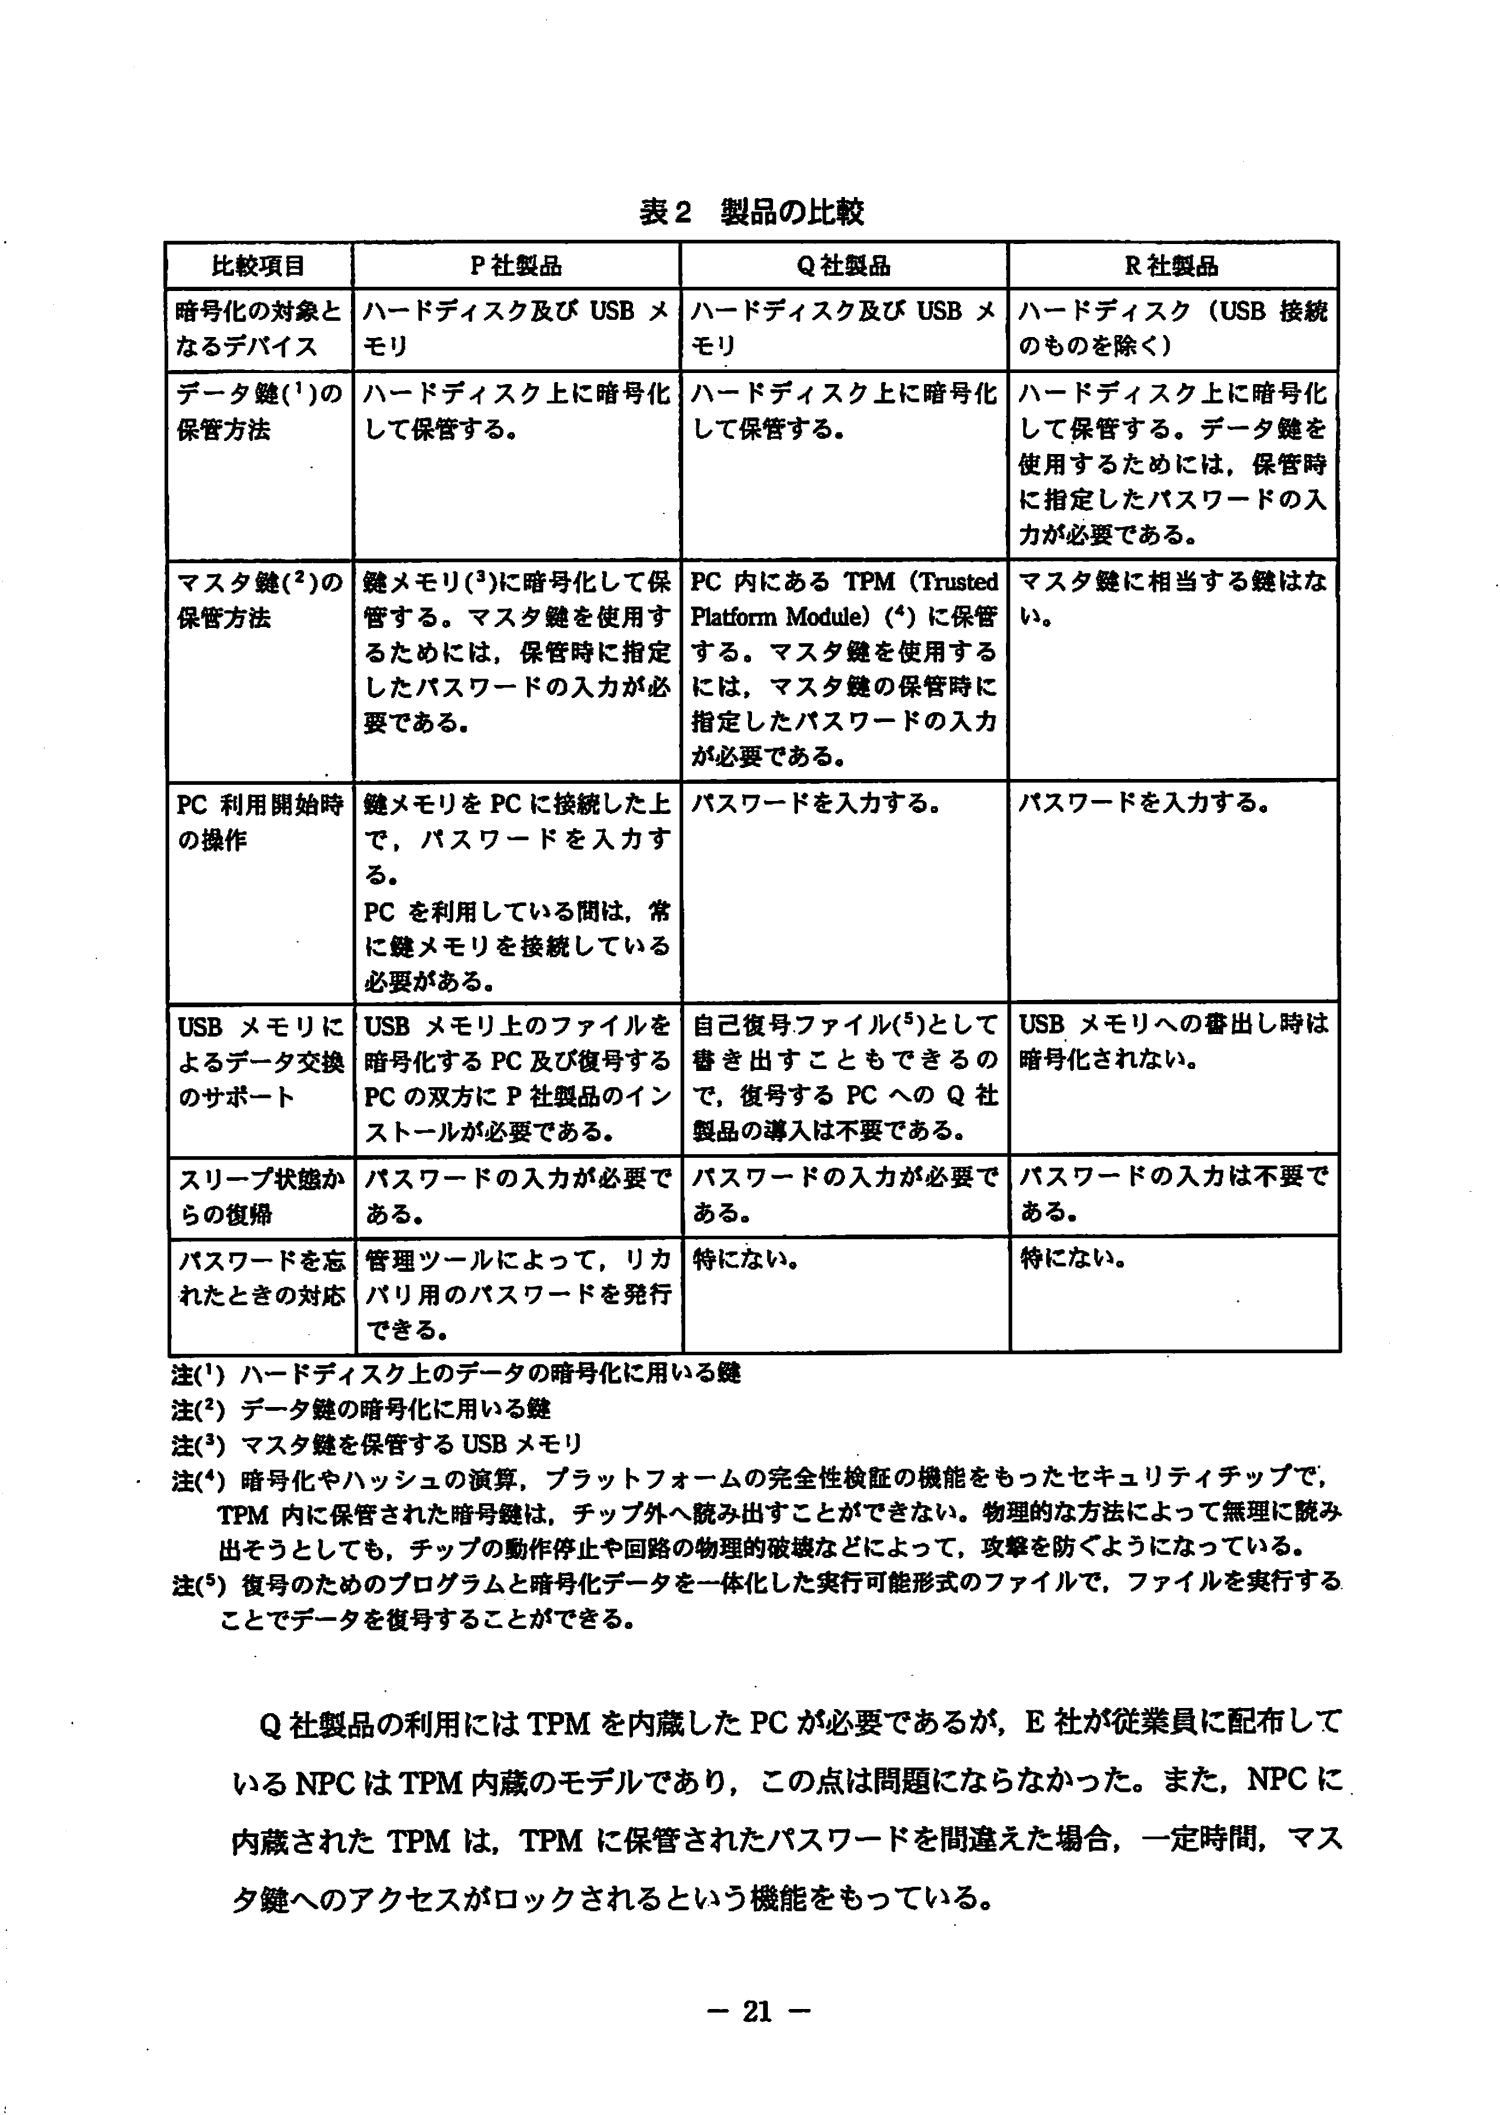 表2 製品の比較
比較項目
P社製品
Q社製品
R社製品
暗号化の対象と
なるデバイス
ハードディスク及び USB メ
モリ
ハードディスク及び USB メ
モリ
ハードディスク（USB 接続
のものを除く）
データ鍵(1)の
保管方法
ハードディスク上に暗号化
して保管する。
ハードディスク上に暗号化
して保管する。
ハードディスク上に暗号化
して保管する。データ鍵を
使用するためには，保管時
に指定したパスワードの入
力が必要である。
マスタ鍵(2)の
保管方法
鍵メモリ(3)に暗号化して保
管する。マスタ鍵を使用す
るためには，保管時に指定
したパスワードの入力が必
要である。
PC 内にある TPM（Trusted
Platform Module）(4）に保管
する。マスタ鍵を使用する
には，マスタ鍵の保管時に
指定したパスワードの入力
が必要である。
マスタ鍵に相当する鍵はな
い。
PC 利用開始時
の操作
鍵メモリを PC に接続した上
で，パスワードを入力す
る。
PC を利用している間は，常
に鍵メモリを接続している
必要がある。
パスワードを入力する。
パスワードを入力する。
USB メモリに
よるデータ交換
のサポート
USB メモリ上のファイルを
暗号化する PC 及び復号する
PC の双方に P 社製品のイン
ストールが必要である。
自己復号ファイル(5)として
書き出すこともできるの
で，復号する PC への Q 社
製品の導入は不要である。
USB メモリへの書出し時は
暗号化されない。
スリープ状態か
らの復帰
パスワードの入力が必要で
ある。
パスワードの入力が必要で
ある。
パスワードの入力は不要で
ある。
パスワードを忘
れたときの対応
管理ツールによって，リカ
バリ用のパスワードを発行
できる。
特にない。
特にない。
注(1) ハードディスク上のデータの暗号化に用いる鍵
注(2) データ鍵の暗号化に用いる鍵
注(3) マスタ鍵を保管する USB メモリ
注(4) 暗号化やハッシュの演算，プラットフォームの完全性検証の機能をもったセキュリティチップで，
TPM 内に保管された暗号鍵は，チップ外へ読み出すことができない。物理的な方法によって無理に読み
出そうとしても，チップの動作停止や回路の物理的破壊などによって，攻撃を防ぐようになっている。
注(5) 復号のためのプログラムと暗号化データを一体化した実行可能形式のファイルで，ファイルを実行する
ことでデータを復号することができる。
Q 社製品の利用には TPM を内蔵した PC が必要であるが，E 社が従業員に配布して
いる NPC は TPM 内蔵のモデルであり，この点は問題にならなかった。また，NPC に
内蔵された TPM は，TPM に保管されたパスワードを間違えた場合，一定時間，マス
タ鍵へのアクセスがロックされるという機能をもっている。
－ 21 －